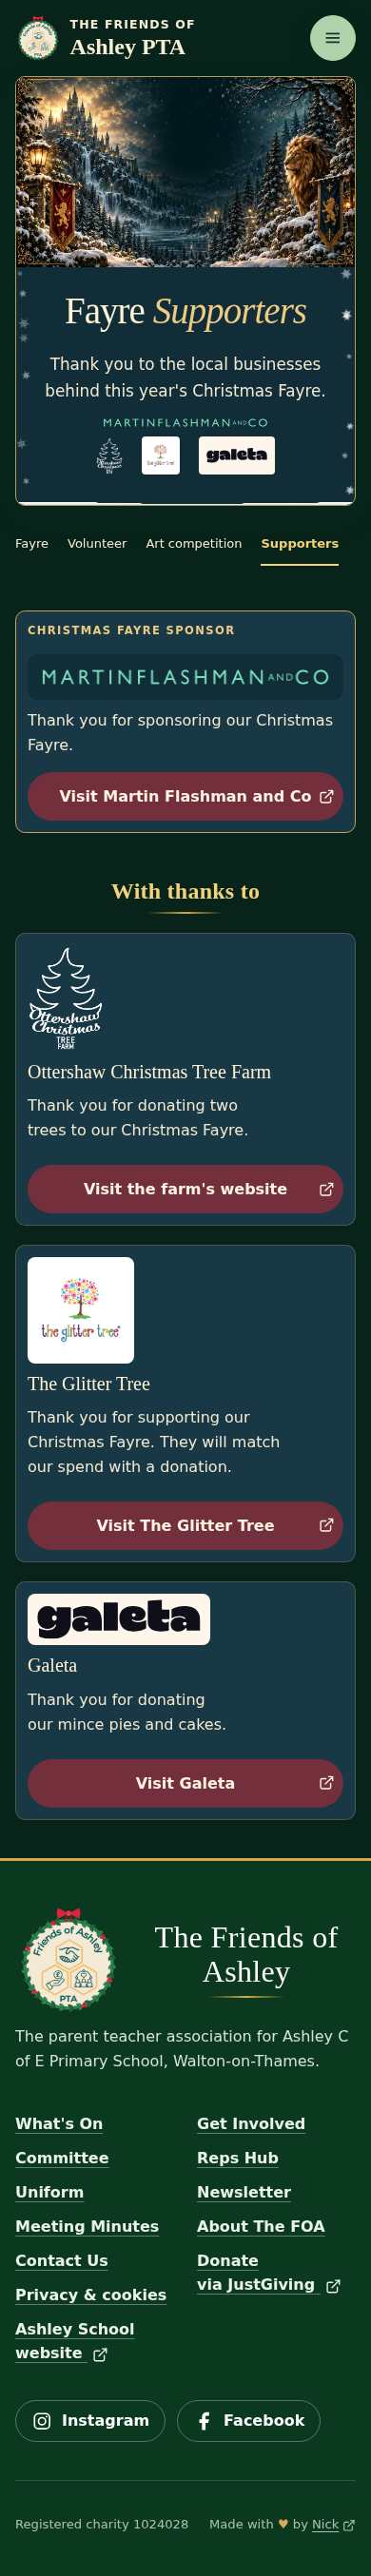 THE FRIENDS OF
Ashley PTA
Fayre Supporters
Thank you to the local businesses
behind this year's Christmas Fayre.
MARTINFLASHMANANDCO
Ottershaw
Christmas
the glitter tree
galeta
Fayre Volunteer Art competition Supporters
CHRISTMAS FAYRE SPONSOR
MARTINFLASHMANANDCO
Thank you for sponsoring our Christmas
Fayre.
Visit Martin Flashman and Co
With thanks to
Ottershaw
Christmas
TREE
FARM
Ottershaw Christmas Tree Farm
Thank you for donating two
trees to our Christmas Fayre.
Visit the farm's website
the glitter tree
The Glitter Tree
Thank you for supporting our
Christmas Fayre. They will match
our spend with a donation.
Visit The Glitter Tree
galeta
Galeta
Thank you for donating
our mince pies and cakes.
Visit Galeta
Friends of Ashley
PTA
The Friends of
Ashley
The parent teacher association for Ashley C
of E Primary School, Walton-on-Thames.
What's On
Committee
Uniform
Meeting Minutes
Contact Us
Privacy & cookies
Ashley School
website
Get Involved
Reps Hub
Newsletter
About The FOA
Donate
via JustGiving
Instagram
Facebook
Registered charity 1024028
Made with ♥ by Nick